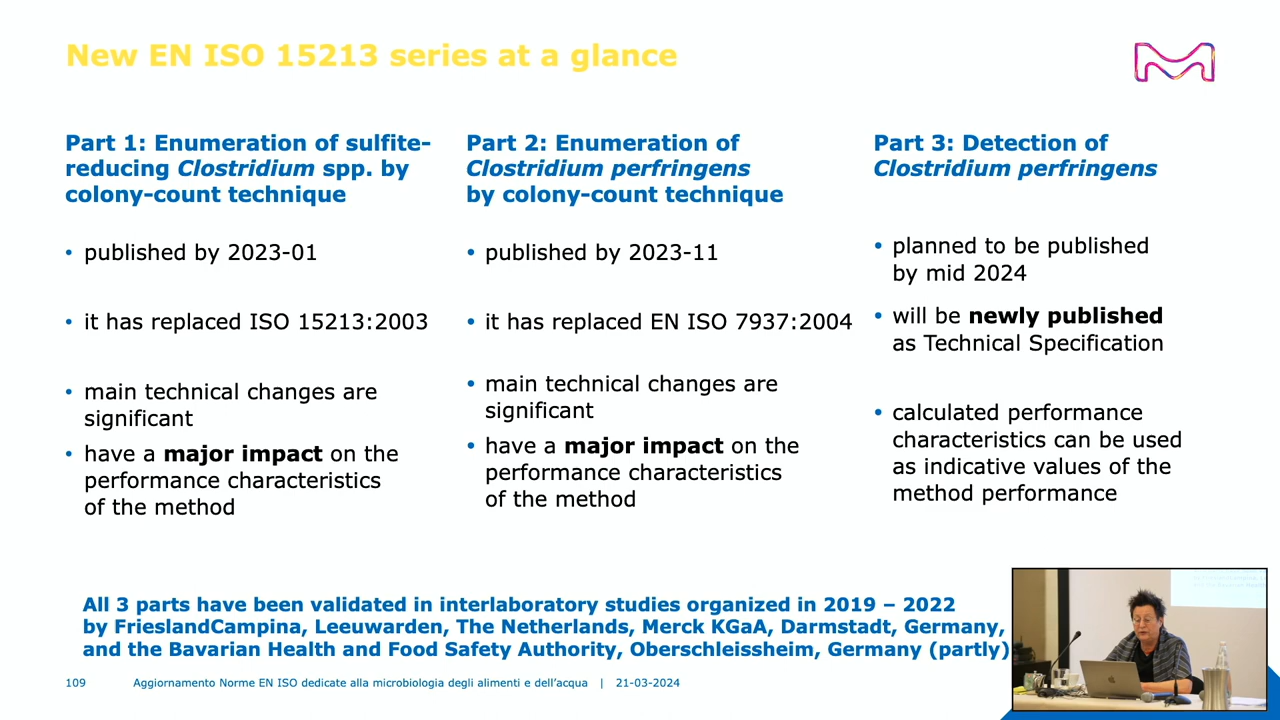 New EN ISO 15213 series at a glance
Part 1: Enumeration of sulfite-
reducing Clostridium spp. by
colony-count technique
• published by 2023-01
• it has replaced ISO 15213:2003
• main technical changes are
significant
• have a major impact on the
performance characteristics
of the method
Part 2: Enumeration of
Clostridium perfringens
by colony-count technique
• published by 2023-11
• it has replaced EN ISO 7937:2004
• main technical changes are
significant
• have a major impact on the
performance characteristics
of the method
Part 3: Detection of
Clostridium perfringens
• planned to be published
by mid 2024
• will be newly published
as Technical Specification
• calculated performance
characteristics can be used
as indicative values of the
method performance
All 3 parts have been validated in interlaboratory studies organized in 2019 – 2022
by FrieslandCampina, Leeuwarden, The Netherlands, Merck KGaA, Darmstadt, Germany,
and the Bavarian Health and Food Safety Authority, Oberschleissheim, Germany (partly)
109 Aggiornamento Norme EN ISO dedicate alla microbiologia degli alimenti e dell'acqua | 21-03-2024